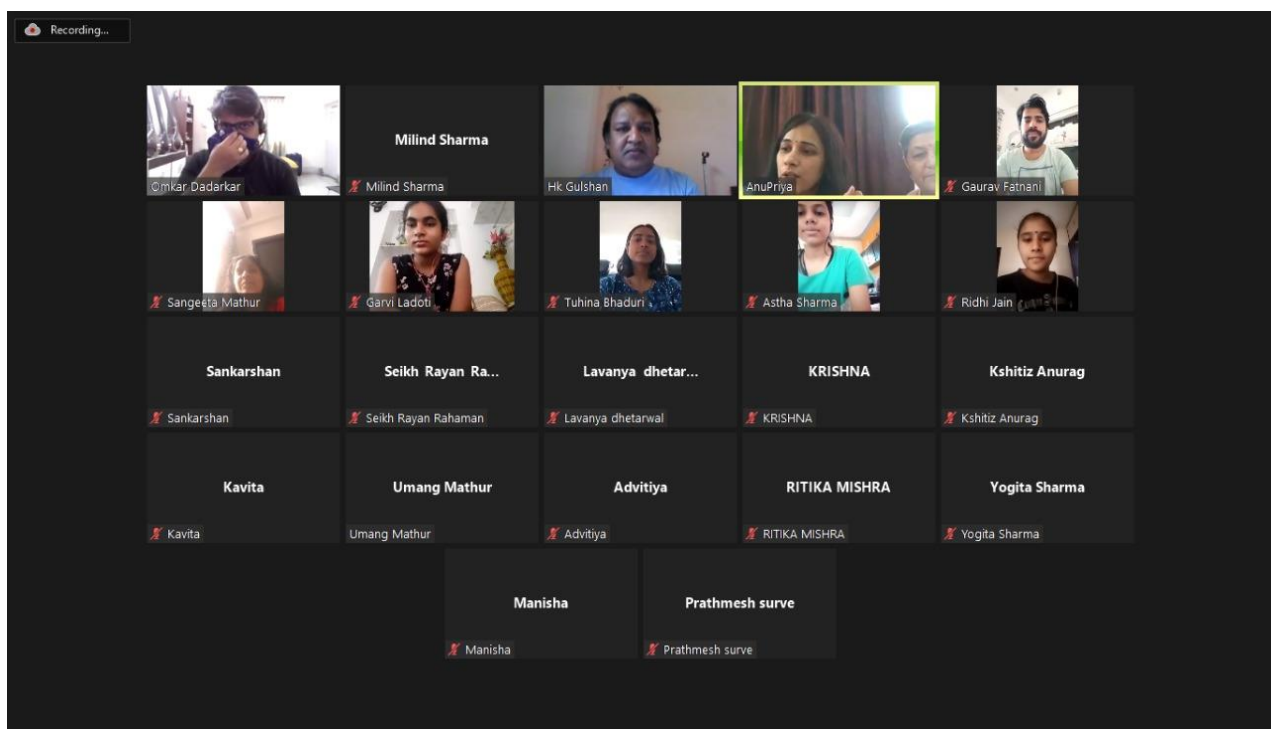 Recording...
Omkar Dadarkar
Milind Sharma
Milind Sharma
Hk Gulshan
AnuPriya
Gaurav Fatnani
Sangeeta Mathur
Garvi Ladoti
Tuhina Bhaduri
Astha Sharma
Ridhi Jain
Sankarshan
Sankarshan
Seikh Rayan Ra...
Seikh Rayan Rahaman
Lavanya dhetar...
Lavanya dhetarwal
KRISHNA
KRISHNA
Kshitiz Anurag
Kshitiz Anurag
Kavita
Kavita
Umang Mathur
Umang Mathur
Advitiya
Advitiya
RITIKA MISHRA
RITIKA MISHRA
Yogita Sharma
Yogita Sharma
Manisha
Manisha
Prathmesh surve
Prathmesh surve